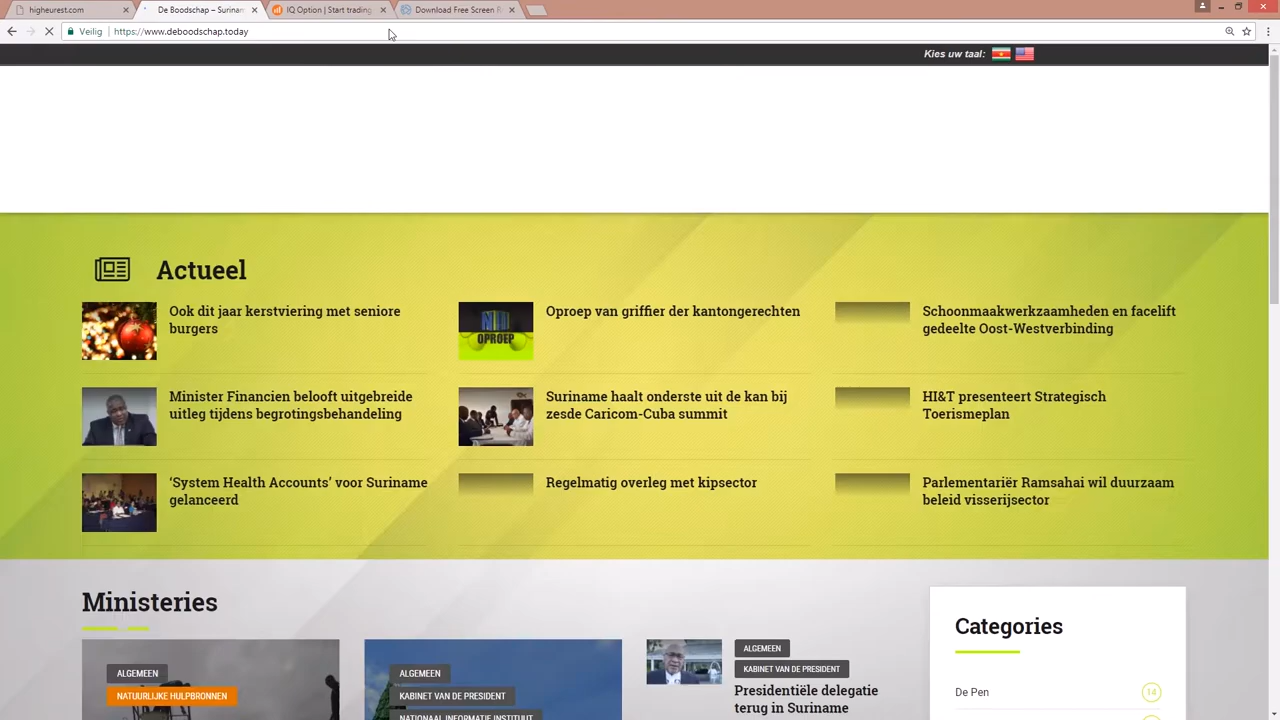 higheurest.com
De Boodschap – Surinam
IQ Option | Start trading
Download Free Screen R
Veilig
https://www.deboodschap.today
Kies uw taal:
Actueel
Ook dit jaar kerstviering met seniore
burgers
Oproep van griffier der kantongerechten
Schoonmaakwerkzaamheden en facelift
gedeelte Oost-Westverbinding
OPROEP
Minister Financien belooft uitgebreide
uitleg tijdens begrotingsbehandeling
Suriname haalt onderste uit de kan bij
zesde Caricom-Cuba summit
HI&T presenteert Strategisch
Toerismeplan
‘System Health Accounts’ voor Suriname
gelanceerd
Regelmatig overleg met kipsector
Parlementariër Ramsahai wil duurzaam
beleid visserijsector
Ministeries
ALGEMEEN
NATUURLIJKE HULPBRONNEN
ALGEMEEN
KABINET VAN DE PRESIDENT
NATIONAAL INFORMATIE INSTITUUT
ALGEMEEN
KABINET VAN DE PRESIDENT
Presidentiële delegatie
terug in Suriname
Categories
De Pen
14